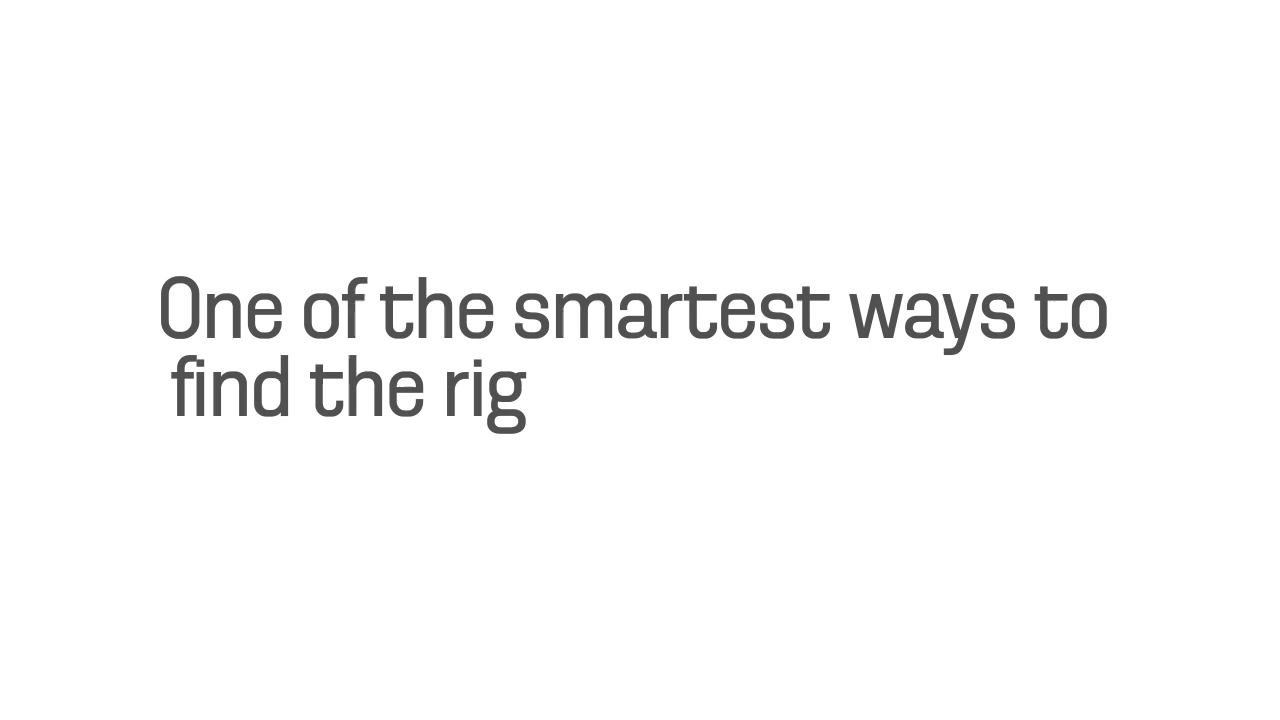 One of the smartest ways to
find the rig